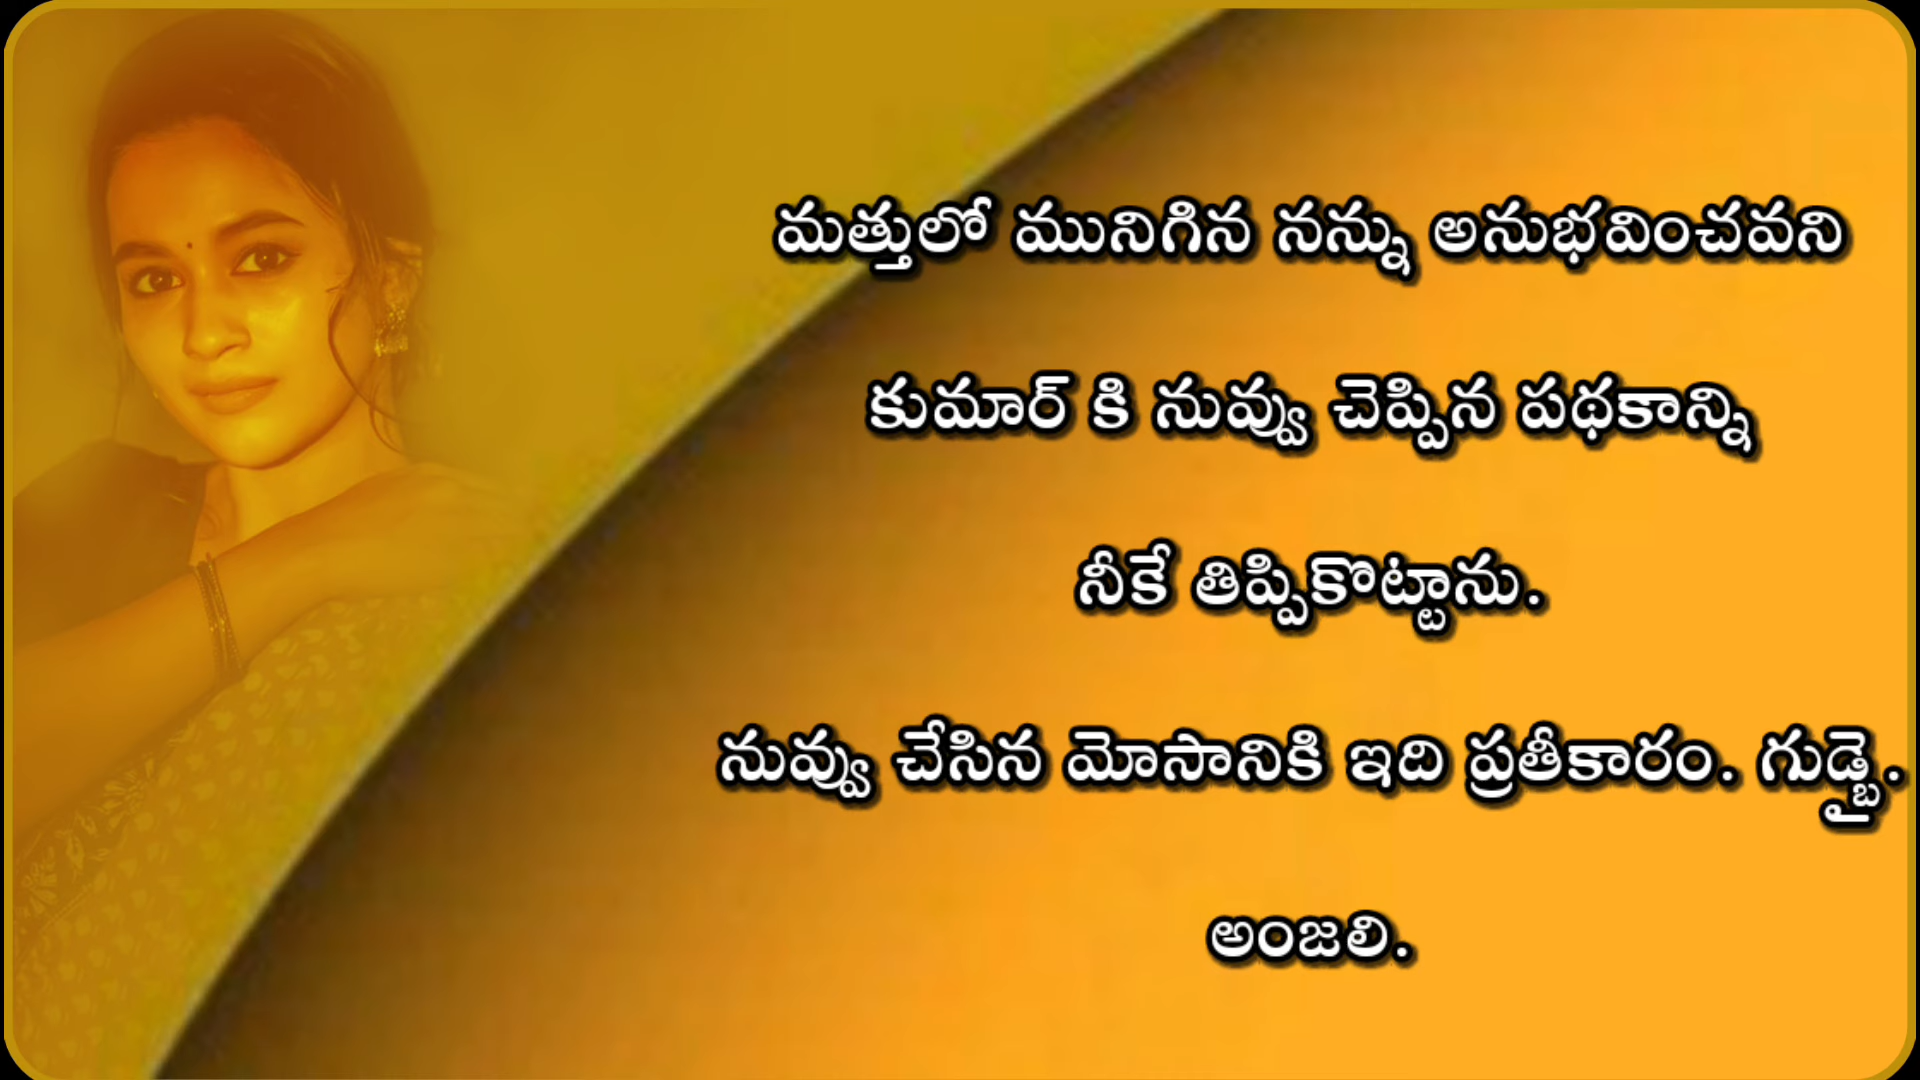 మత్తులో మునిగిన నన్ను అనుభవించవని
కుమార్ కి నువ్వు చెప్పిన పథకాన్ని
నీకే తిప్పికొట్టాను.
నువ్వు చేసిన మోసానికి ఇది ప్రతీకారం. గుడ్బై.
అంజలి.